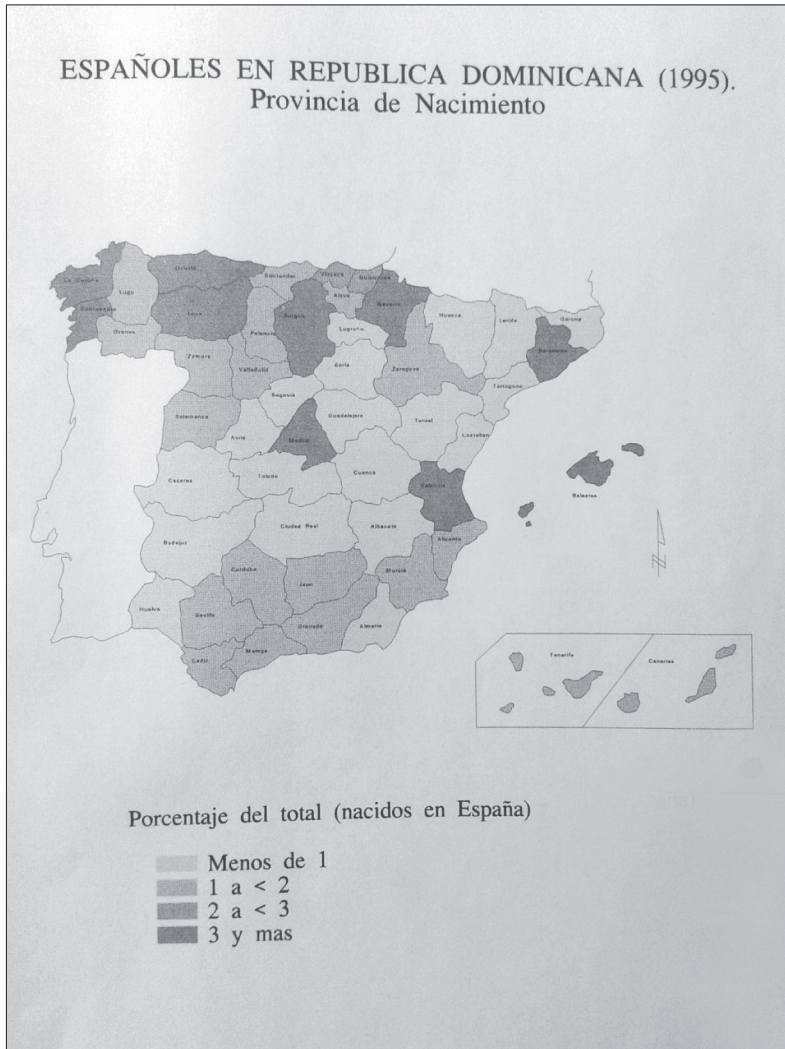 ESPAÑOLES EN REPUBLICA DOMINICANA (1995).
Provincia de Nacimiento
La Coruña
Lugo
Oviedo
Santander
Vizcaya
Guipuzcoa
Pontevedra
Orense
Leon
Palencia
Burgos
Alava
Navarra
Logroño
Huesca
Lerida
Gerona
Barcelona
Zamora
Valladolid
Soria
Zaragoza
Tarragona
Segovia
Salamanca
Avila
Madrid
Guadalajara
Teruel
Castellon
Caceres
Toledo
Cuenca
Valencia
Baleares
Badajoz
Ciudad Real
Albacete
Alicante
Cordoba
Jaen
Murcia
Huelva
Sevilla
Granada
Almeria
Cadiz
Malaga
Tenerife
Canarias
Porcentaje del total (nacidos en España)
Menos de 1
1 a < 2
2 a < 3
3 y mas